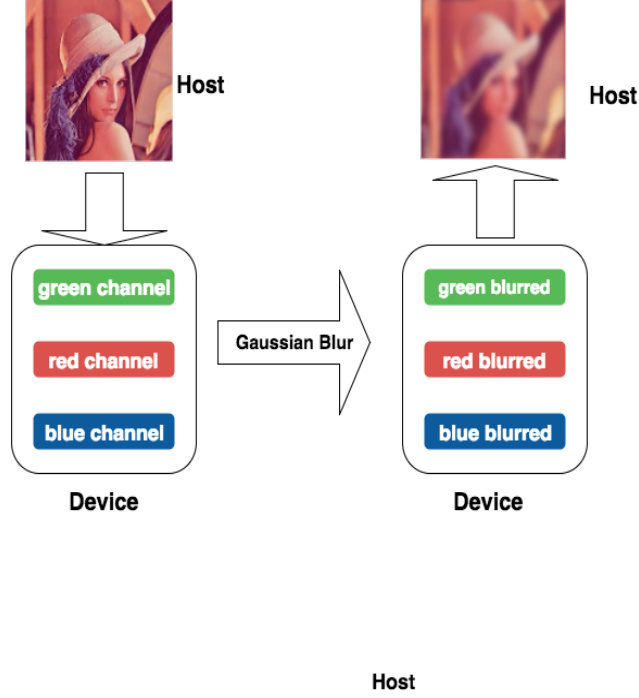 Host
Host
green channel
green blurred
red channel
Gaussian Blur
red blurred
blue channel
blue blurred
Device
Device
Host